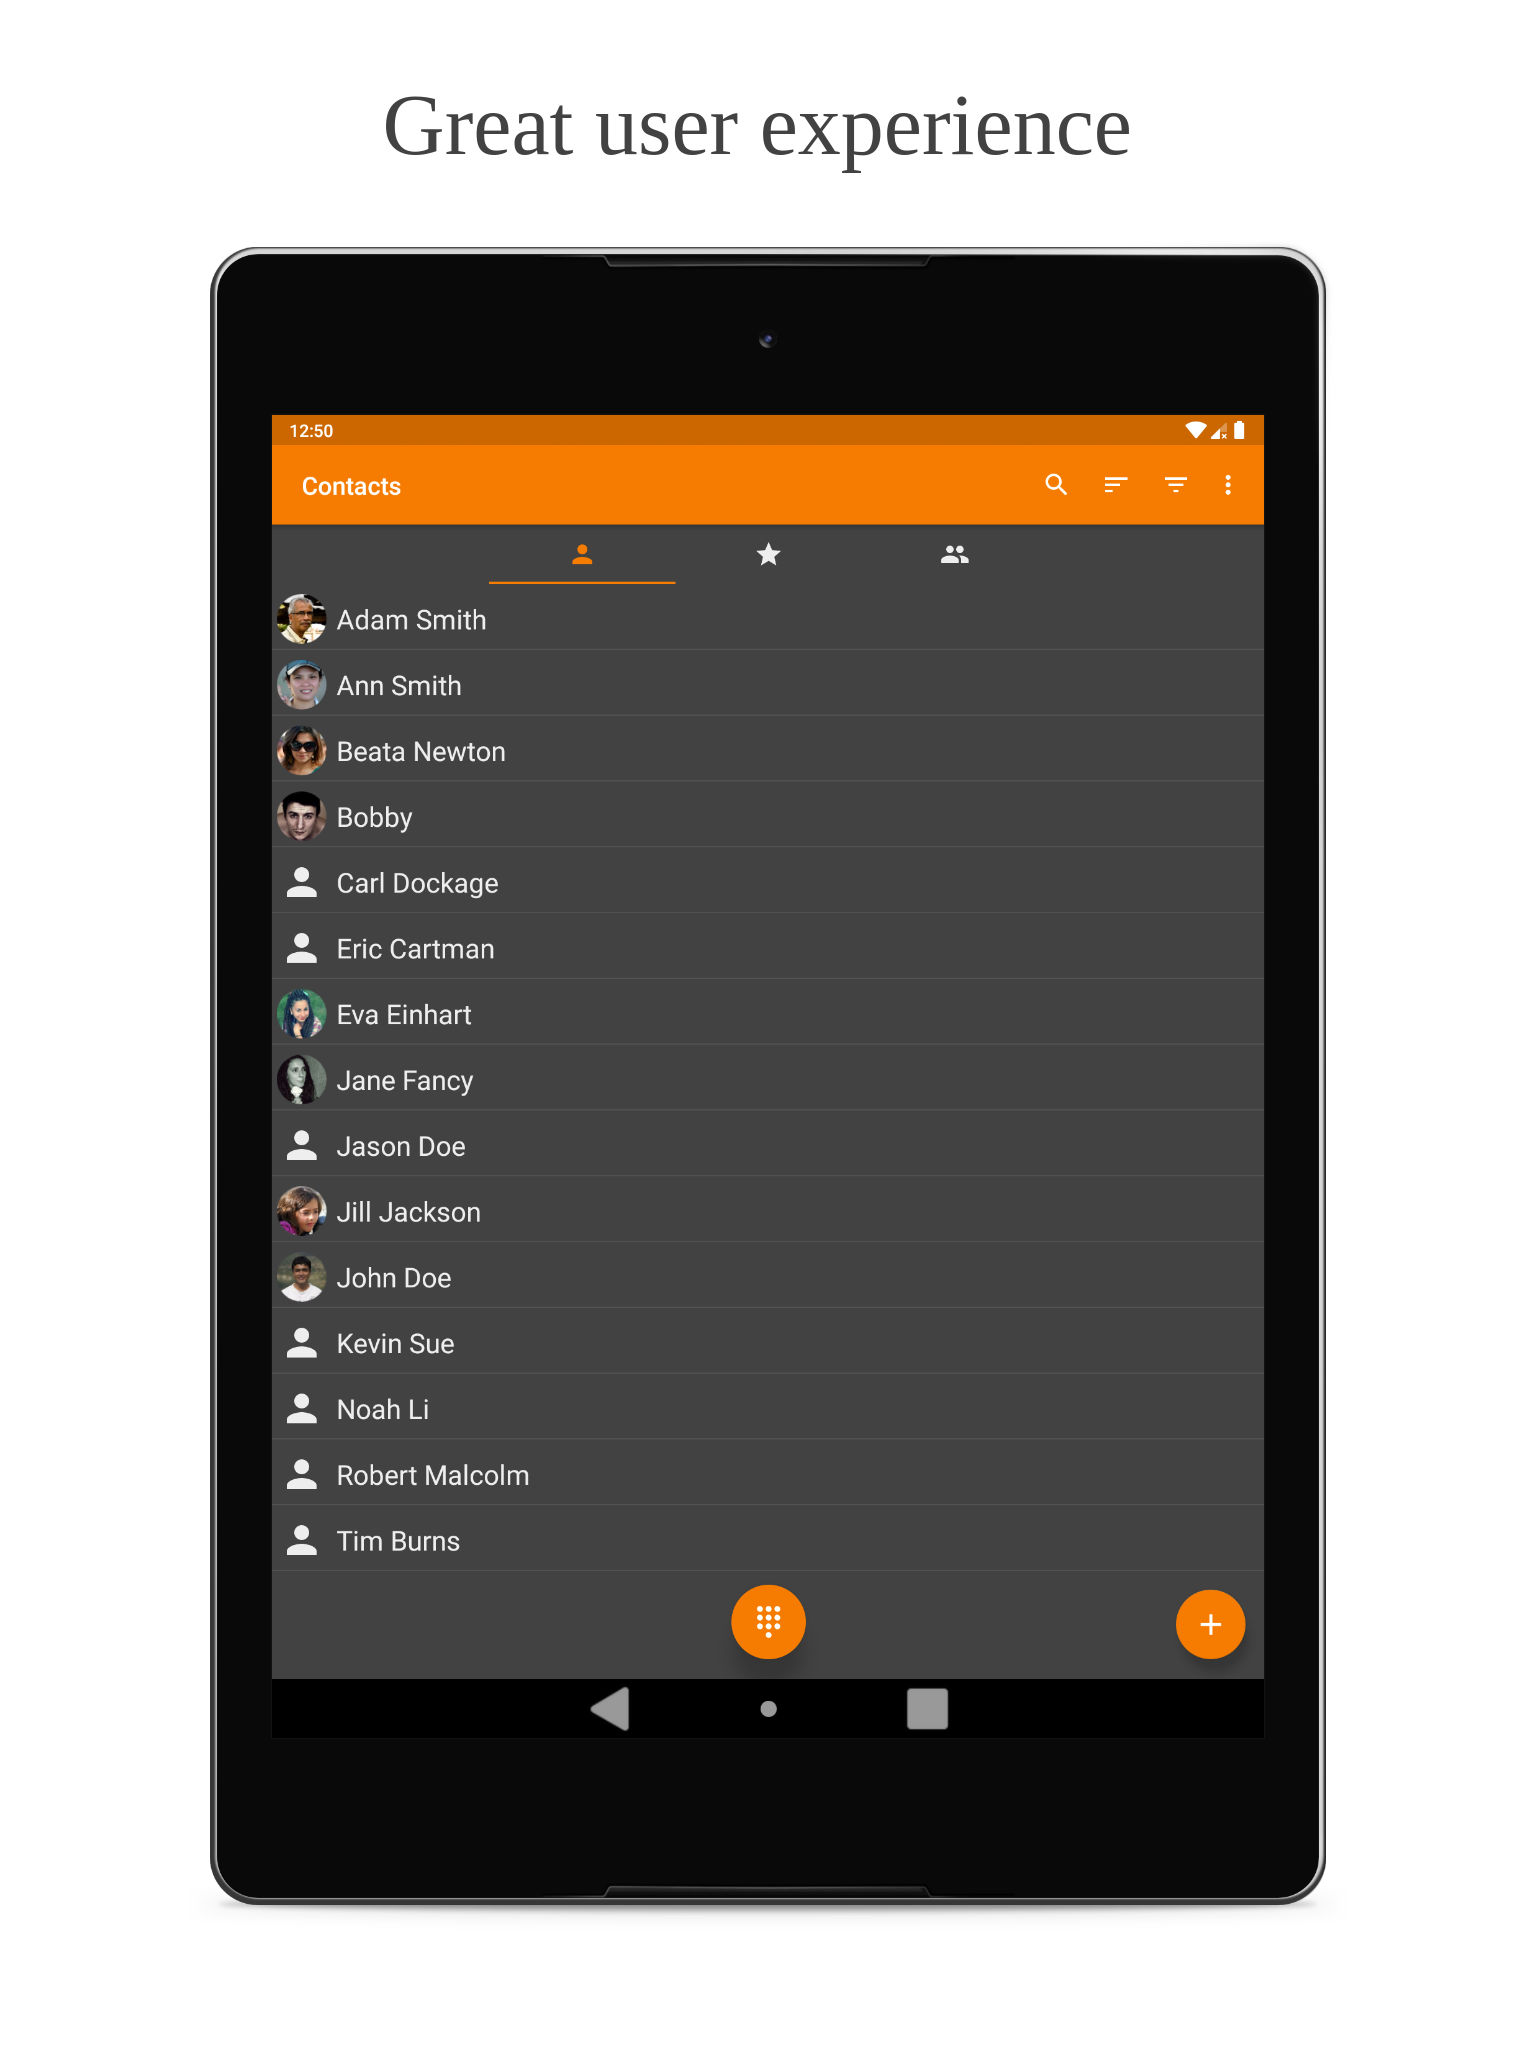 Great user experience
12:50
Contacts
Adam Smith
Ann Smith
Beata Newton
Bobby
Carl Dockage
Eric Cartman
Eva Einhart
Jane Fancy
Jason Doe
Jill Jackson
John Doe
Kevin Sue
Noah Li
Robert Malcolm
Tim Burns